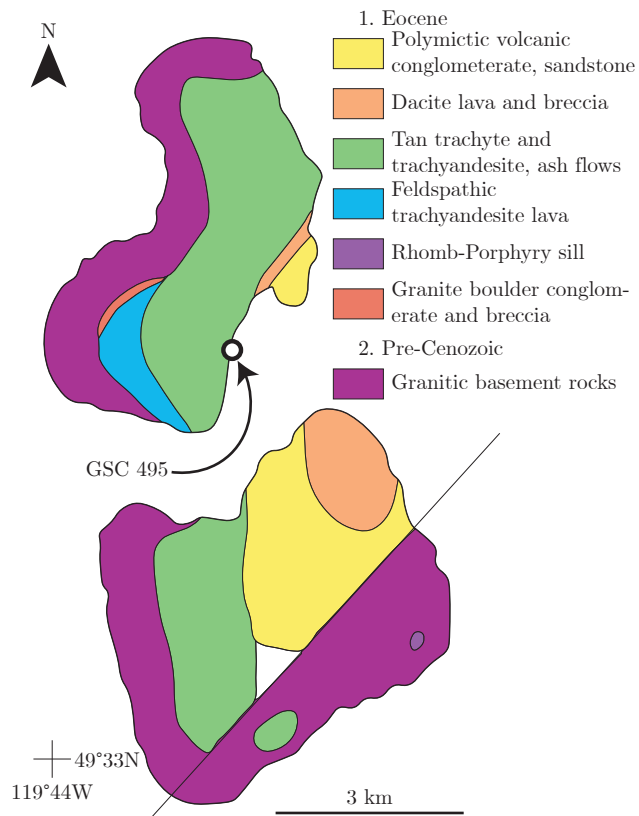 N
1. Eocene
Polymictic volcanic
conglometerate, sandstone
Dacite lava and breccia
Tan trachyte and
trachyandesite, ash flows
Feldspathic
trachyandesite lava
Rhomb-Porphyry sill
Granite boulder conglom-
erate and breccia
2. Pre-Cenozoic
Granitic basement rocks
GSC 495
49°33N
119°44W
3 km